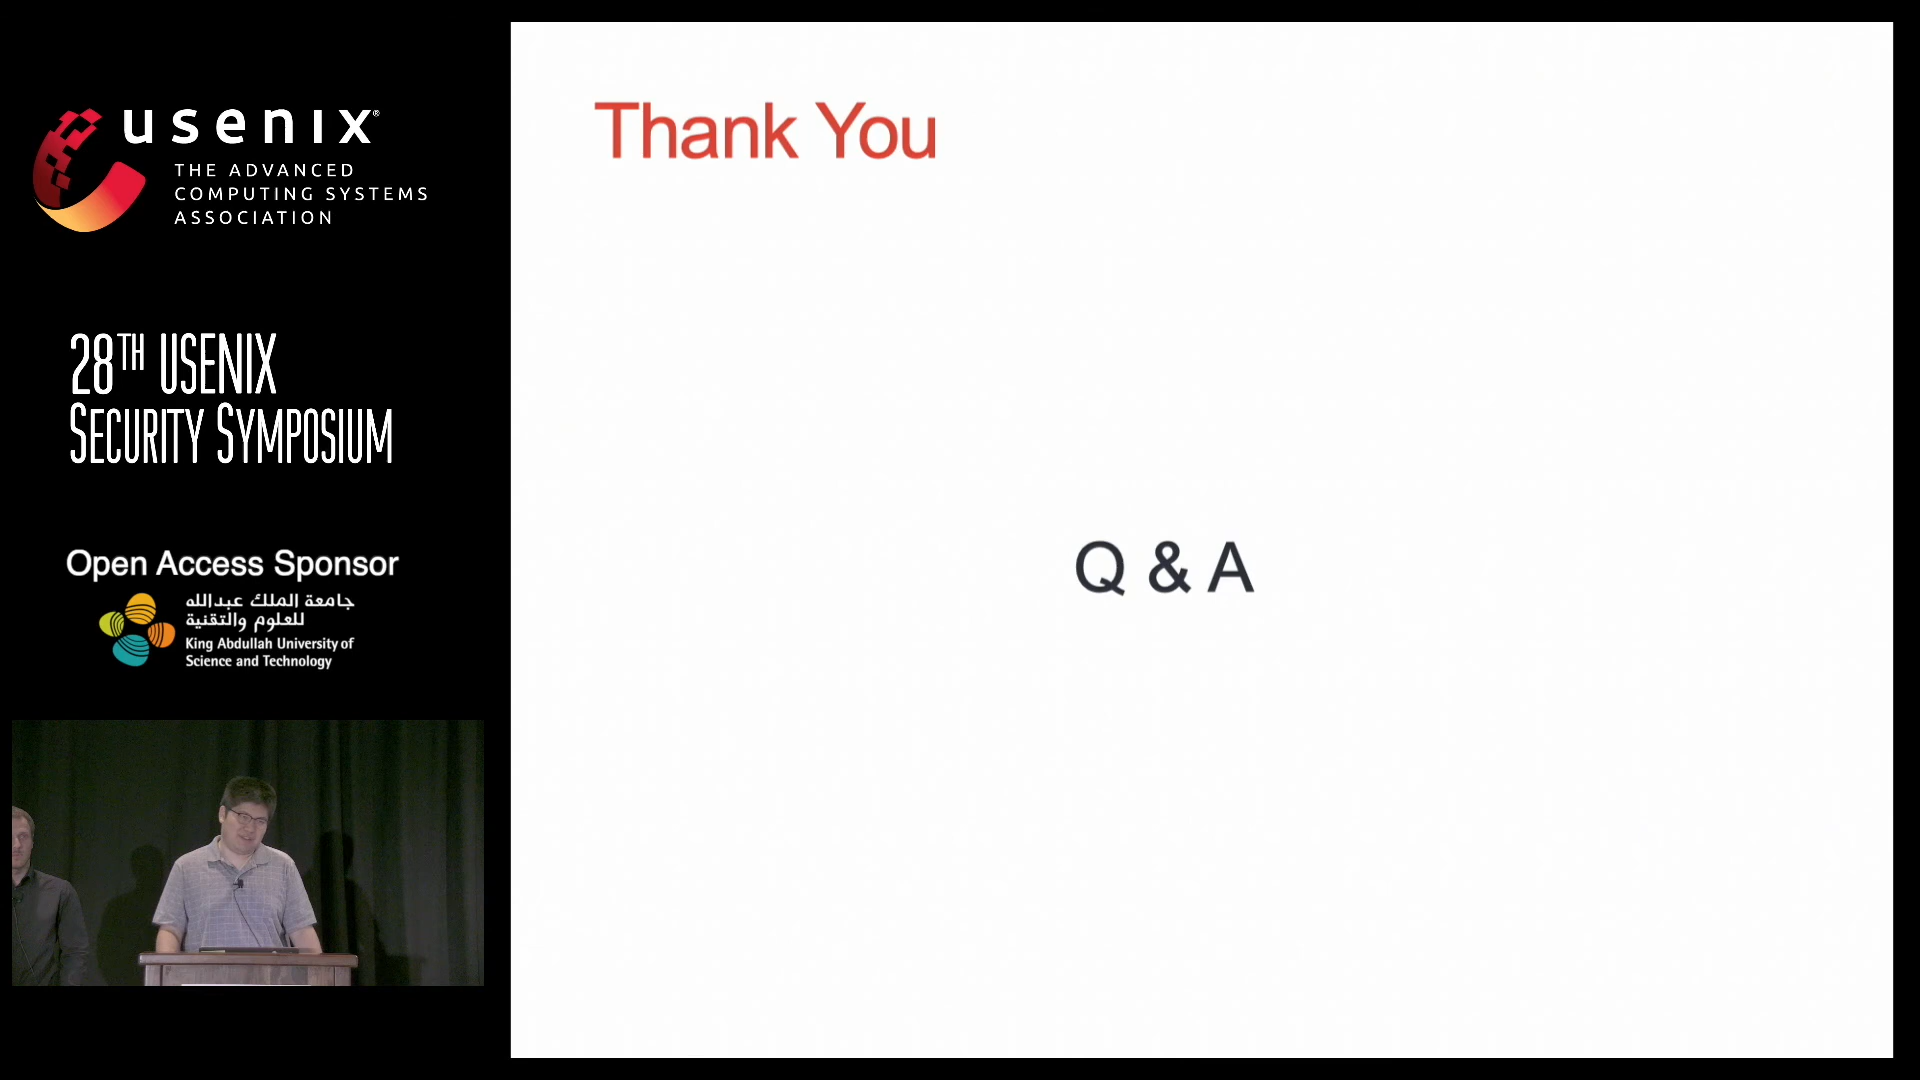 usenix®
THE ADVANCED
COMPUTING SYSTEMS
ASSOCIATION
28TH USENIX
SECURITY SYMPOSIUM
Open Access Sponsor
جامعة الملك عبدالله
للعلوم والتقنية
King Abdullah University of
Science and Technology
Thank You
Q & A